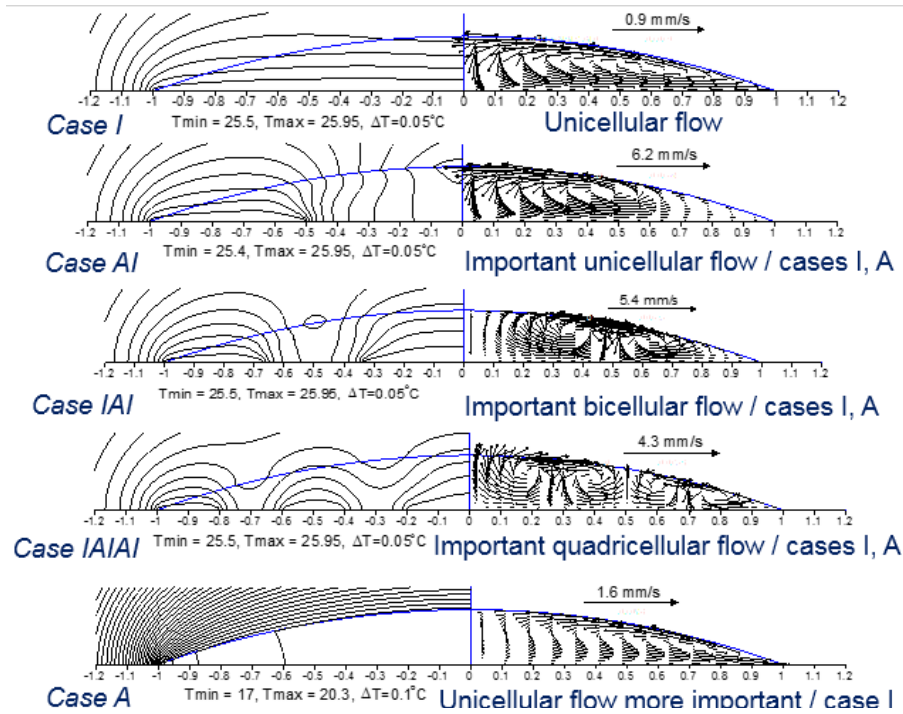 0.9 mm/s
-1.2 -1.1 -1 -0.9 -0.8 -0.7 -0.6 -0.5 -0.4 -0.3 -0.2 -0.1 0 0.1 0.2 0.3 0.4 0.5 0.6 0.7 0.8 0.9 1 1.1 1.2
Case I Tmin = 25.5, Tmax = 25.95, ΔT=0.05°C Unicellular flow
6.2 mm/s
-1.2 -1.1 -1 -0.9 -0.8 -0.7 -0.6 -0.5 -0.4 -0.3 -0.2 -0.1 0 0.1 0.2 0.3 0.4 0.5 0.6 0.7 0.8 0.9 1 1.1 1.2
Case AI Tmin = 25.4, Tmax = 25.95, ΔT=0.05°C Important unicellular flow / cases I, A
5.4 mm/s
-1.2 -1.1 -1 -0.9 -0.8 -0.7 -0.6 -0.5 -0.4 -0.3 -0.2 -0.1 0 0.1 0.2 0.3 0.4 0.5 0.6 0.7 0.8 0.9 1 1.1 1.2
Case IAI Tmin = 25.5, Tmax = 25.95, ΔT=0.05°C Important bicellular flow / cases I, A
4.3 mm/s
-1.2 -1.1 -1 -0.9 -0.8 -0.7 -0.6 -0.5 -0.4 -0.3 -0.2 -0.1 0 0.1 0.2 0.3 0.4 0.5 0.6 0.7 0.8 0.9 1 1.1 1.2
Case IAIAI Tmin = 25.5, Tmax = 25.95, ΔT=0.05°C Important quadricellular flow / cases I, A
1.6 mm/s
-1.2 -1.1 -1 -0.9 -0.8 -0.7 -0.6 -0.5 -0.4 -0.3 -0.2 -0.1 0 0.1 0.2 0.3 0.4 0.5 0.6 0.7 0.8 0.9 1 1.1 1.2
Case A Tmin = 17, Tmax = 20.3, ΔT=0.1°C Unicellular flow more important / case I